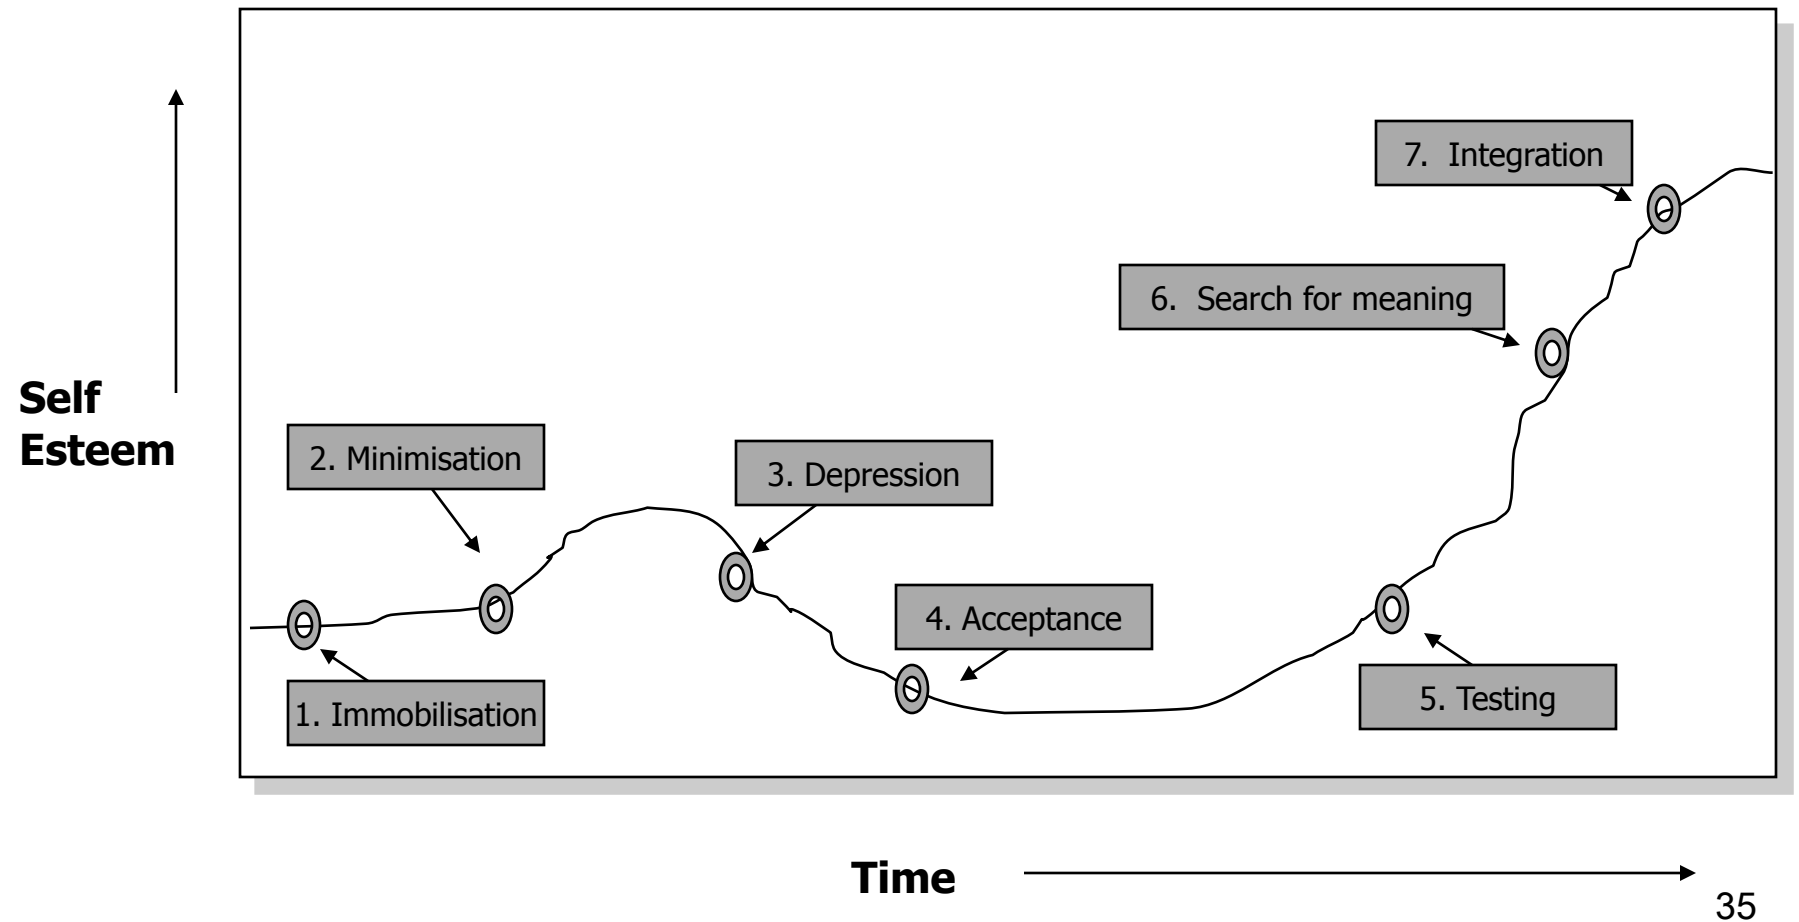 7. Integration
6. Search for meaning
Self
Esteem
2. Minimisation
3. Depression
4. Acceptance
1. Immobilisation
5. Testing
Time
35